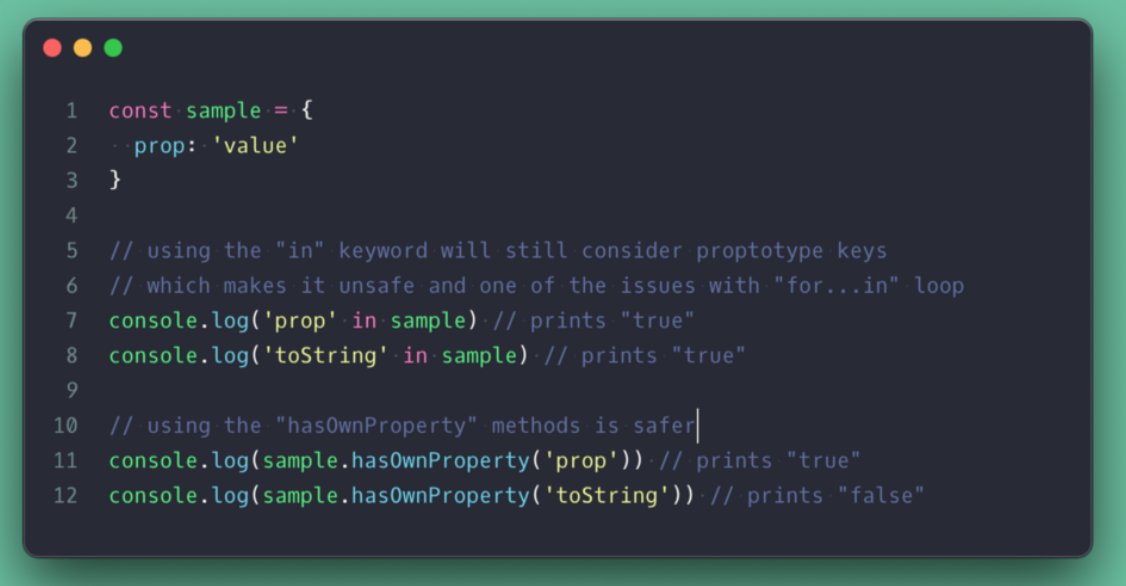 1 const sample = {
2   prop: 'value'
3 }
4
5 // using the "in" keyword will still consider proptotype keys
6 // which makes it unsafe and one of the issues with "for...in" loop
7 console.log('prop' in sample) // prints "true"
8 console.log('toString' in sample) // prints "true"
9
10 // using the "hasOwnProperty" methods is safer
11 console.log(sample.hasOwnProperty('prop')) // prints "true"
12 console.log(sample.hasOwnProperty('toString')) // prints "false"